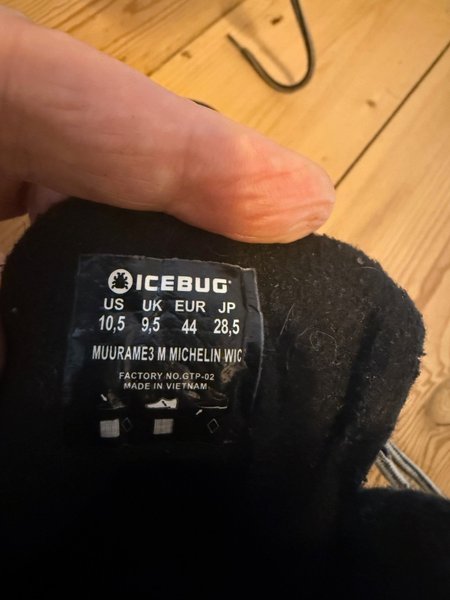 ICEBUG
US UK EUR JP
10,5 9,5 44 28,5
MUURAME3 M MICHELIN WIC
FACTORY NO.GTP-02
MADE IN VIETNAM